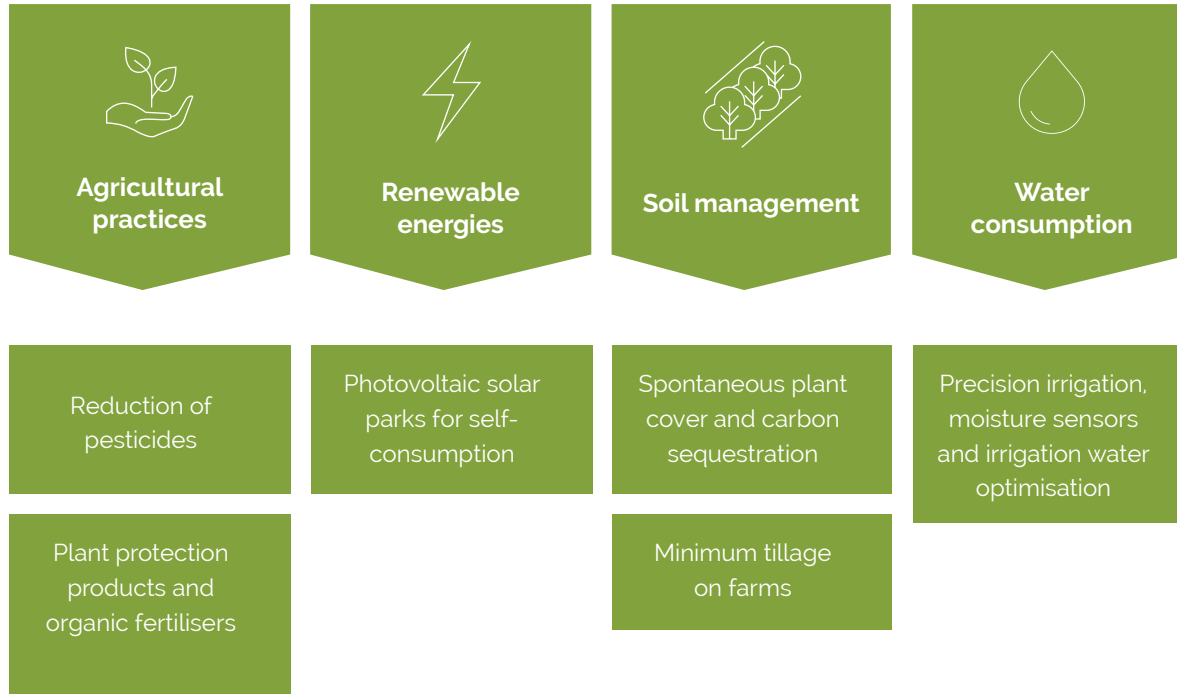 Agricultural
practices
Renewable
energies
Soil management
Water
consumption
Reduction of
pesticides
Photovoltaic solar
parks for self-
consumption
Spontaneous plant
cover and carbon
sequestration
Precision irrigation,
moisture sensors
and irrigation water
optimisation
Plant protection
products and
organic fertilisers
Minimum tillage
on farms